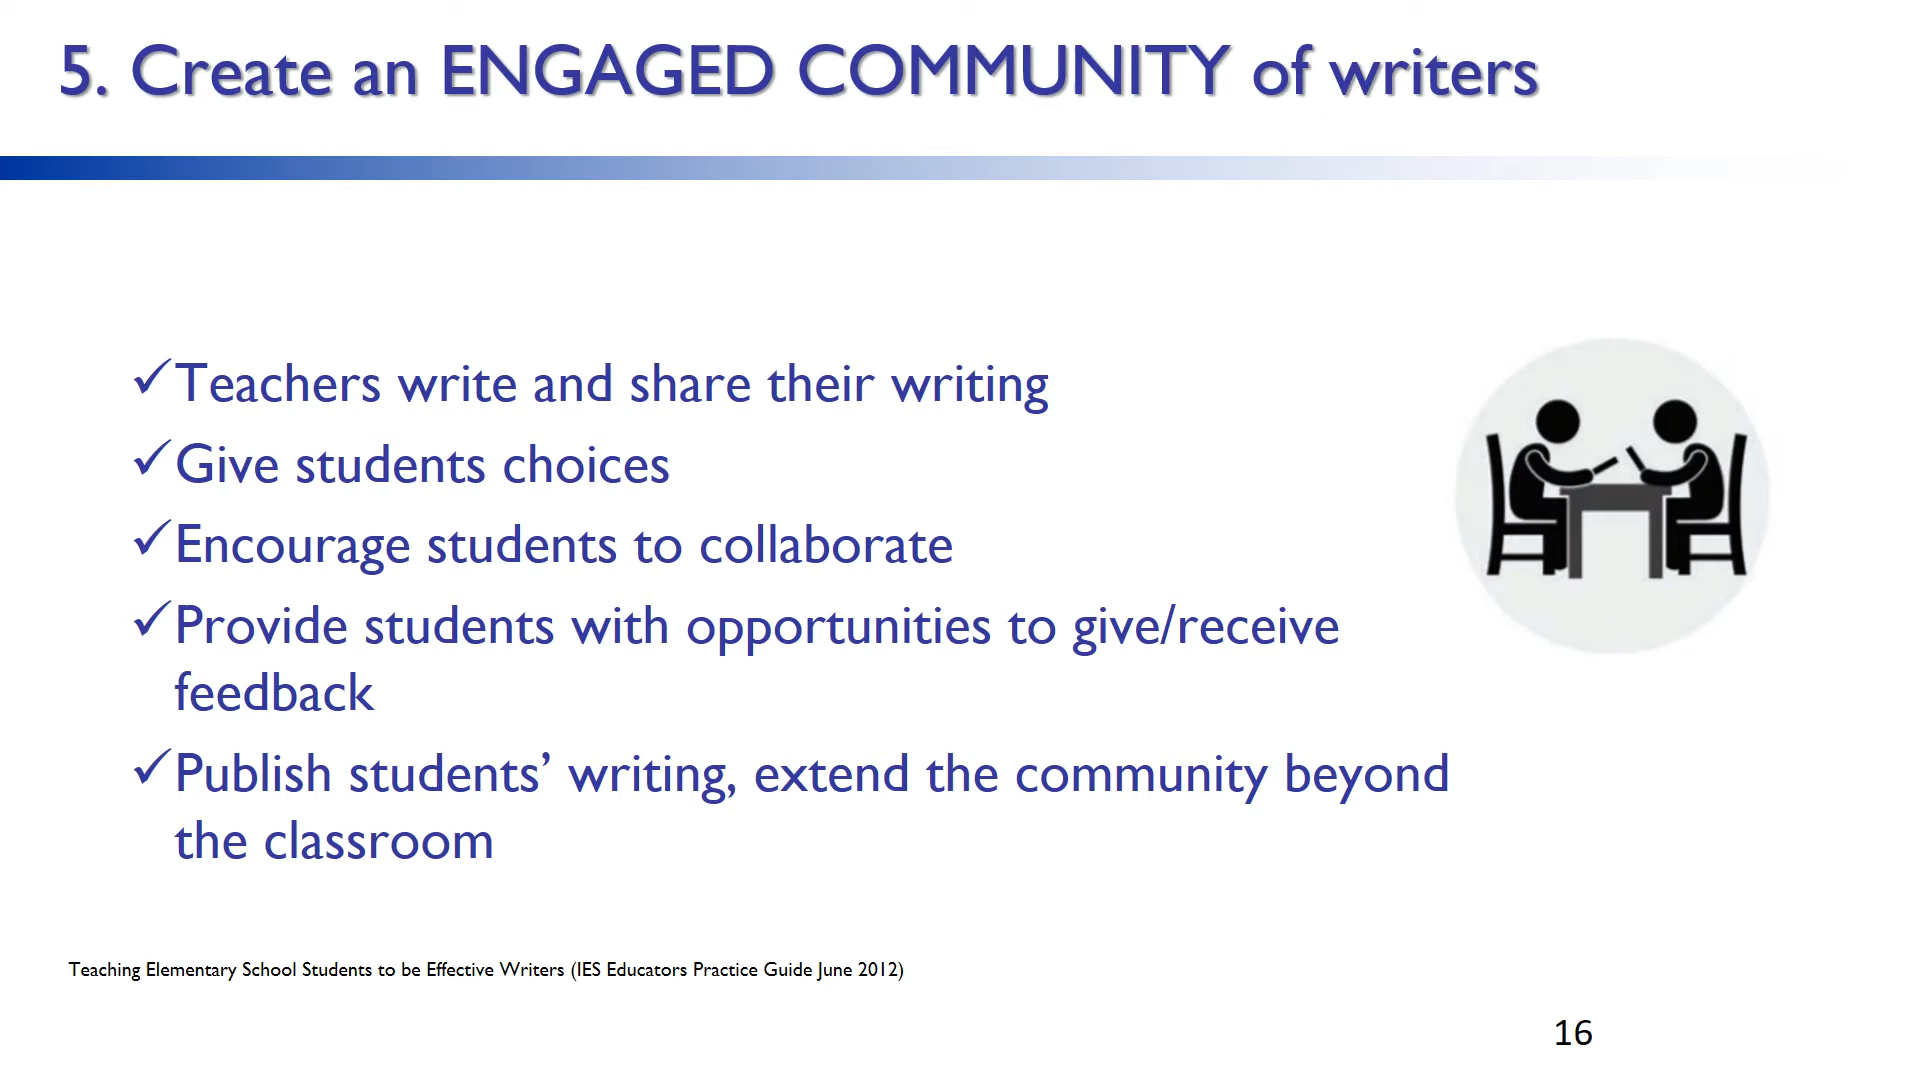 5. Create an ENGAGED COMMUNITY of writers
✓Teachers write and share their writing
✓Give students choices
✓Encourage students to collaborate
✓Provide students with opportunities to give/receive
feedback
✓Publish students’ writing, extend the community beyond
the classroom
Teaching Elementary School Students to be Effective Writers (IES Educators Practice Guide June 2012)
16